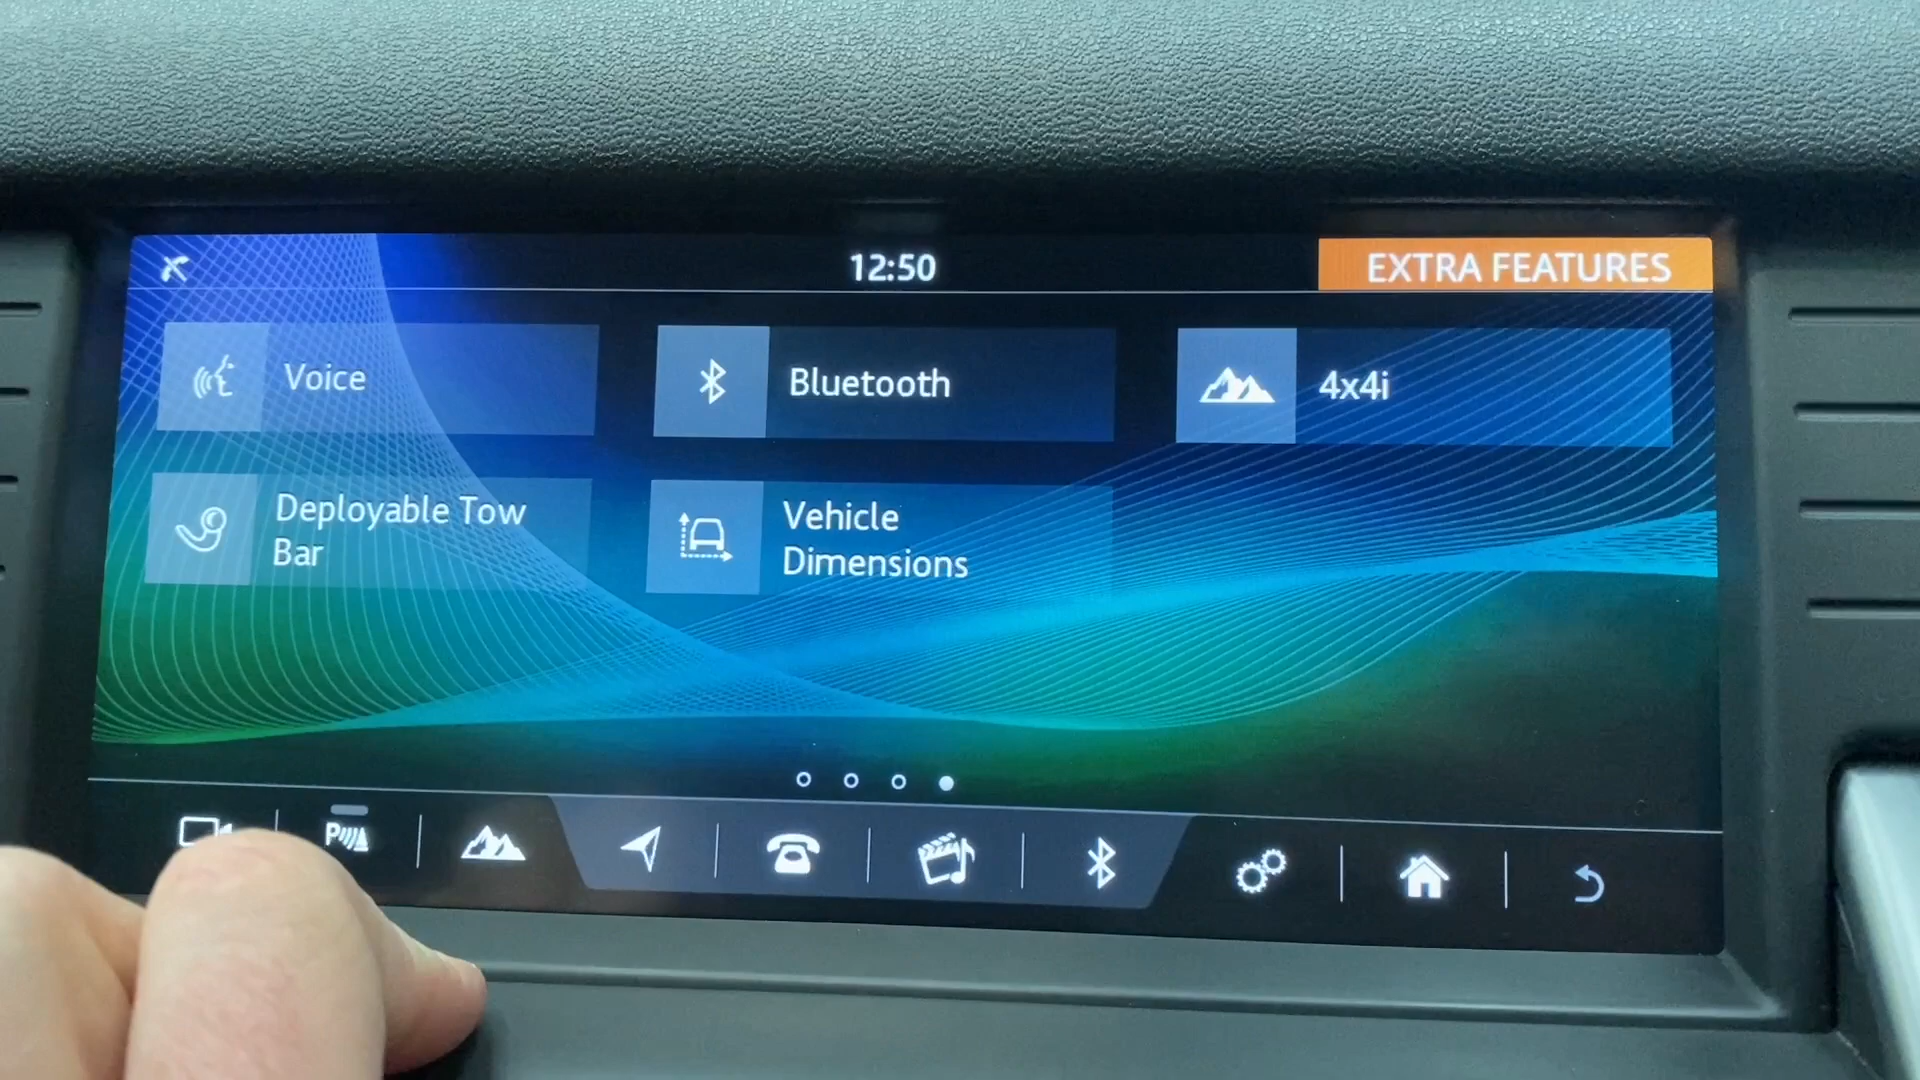 12:50
EXTRA FEATURES
Voice
Bluetooth
4x4i
Deployable Tow
Bar
Vehicle
Dimensions
P